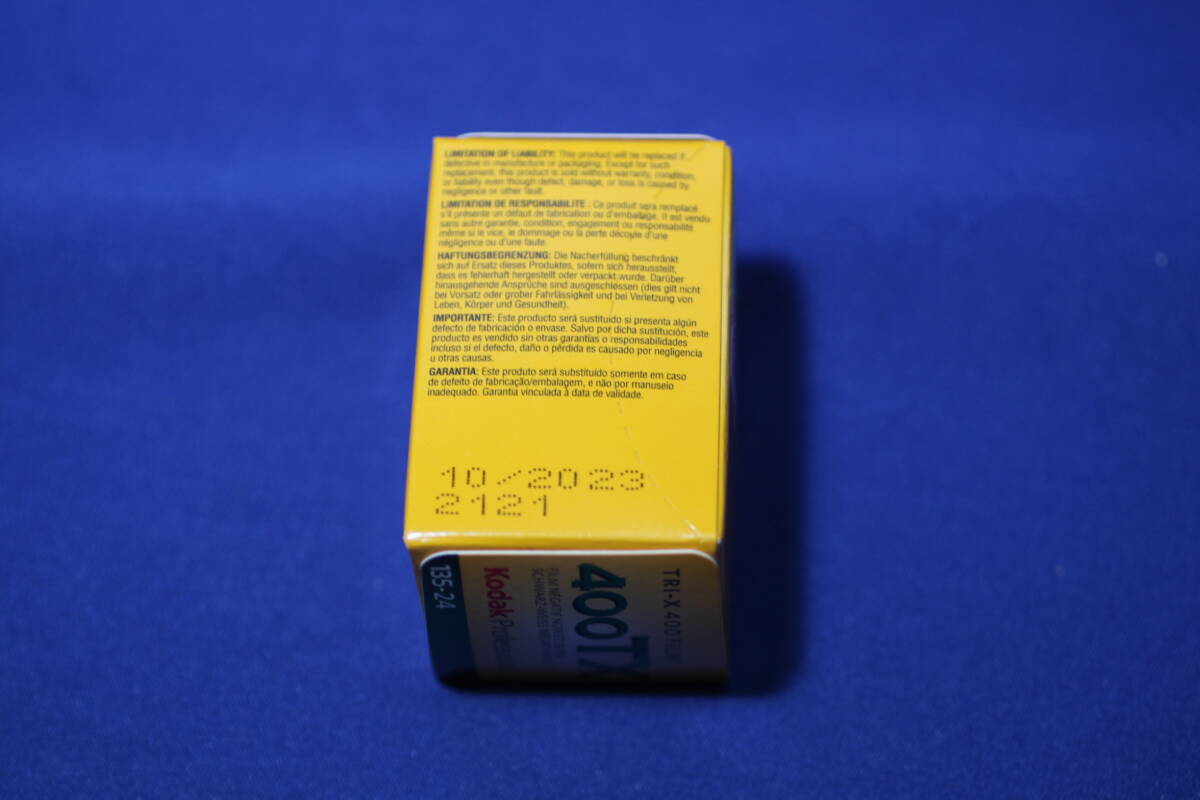 LIMITATION OF LIABILITY: This product will be replaced if
defective in manufacture or packaging. Except for such
replacement, this product is sold without warranty, condition,
or liability even though defect, damage, or loss is caused by
negligence or other fault.
LIMITATION DE RESPONSABILITE : Ce produit sera remplacé
s'il présente un défaut de fabrication ou d'emballage. Il est vendu
sans autre garantie, condition, engagement ou responsabilité
même si le vice, le dommage ou la perte découle d'une
négligence ou d'une faute.
HAFTUNGSBEGRENZUNG: Die Nacherfüllung beschränkt
sich auf Ersatz dieses Produktes, sofern sich herausstellt,
dass es fehlerhaft hergestellt oder verpackt wurde. Darüber
hinausgehende Ansprüche sind ausgeschlossen (dies gilt nicht
bei Vorsatz oder grober Fahrlässigkeit und bei Verletzung von
Leben, Körper und Gesundheit).
IMPORTANTE: Este producto será sustituido si presenta algún
defecto de fabricación o envase. Salvo por dicha sustitución, este
producto es vendido sin otras garantías o responsabilidades
incluso si el defecto, daño o pérdida es causado por negligencia
u otras causas.
GARANTIA: Este produto será substituído somente em caso
de defeito de fabricação/embalagem, e não por manuseio
inadequado. Garantia vinculada à data de validade.
10/2023
2121
TRI-X 400 FILM
400TX
FILM NÉGATIF NOIR
Kodak
135-24